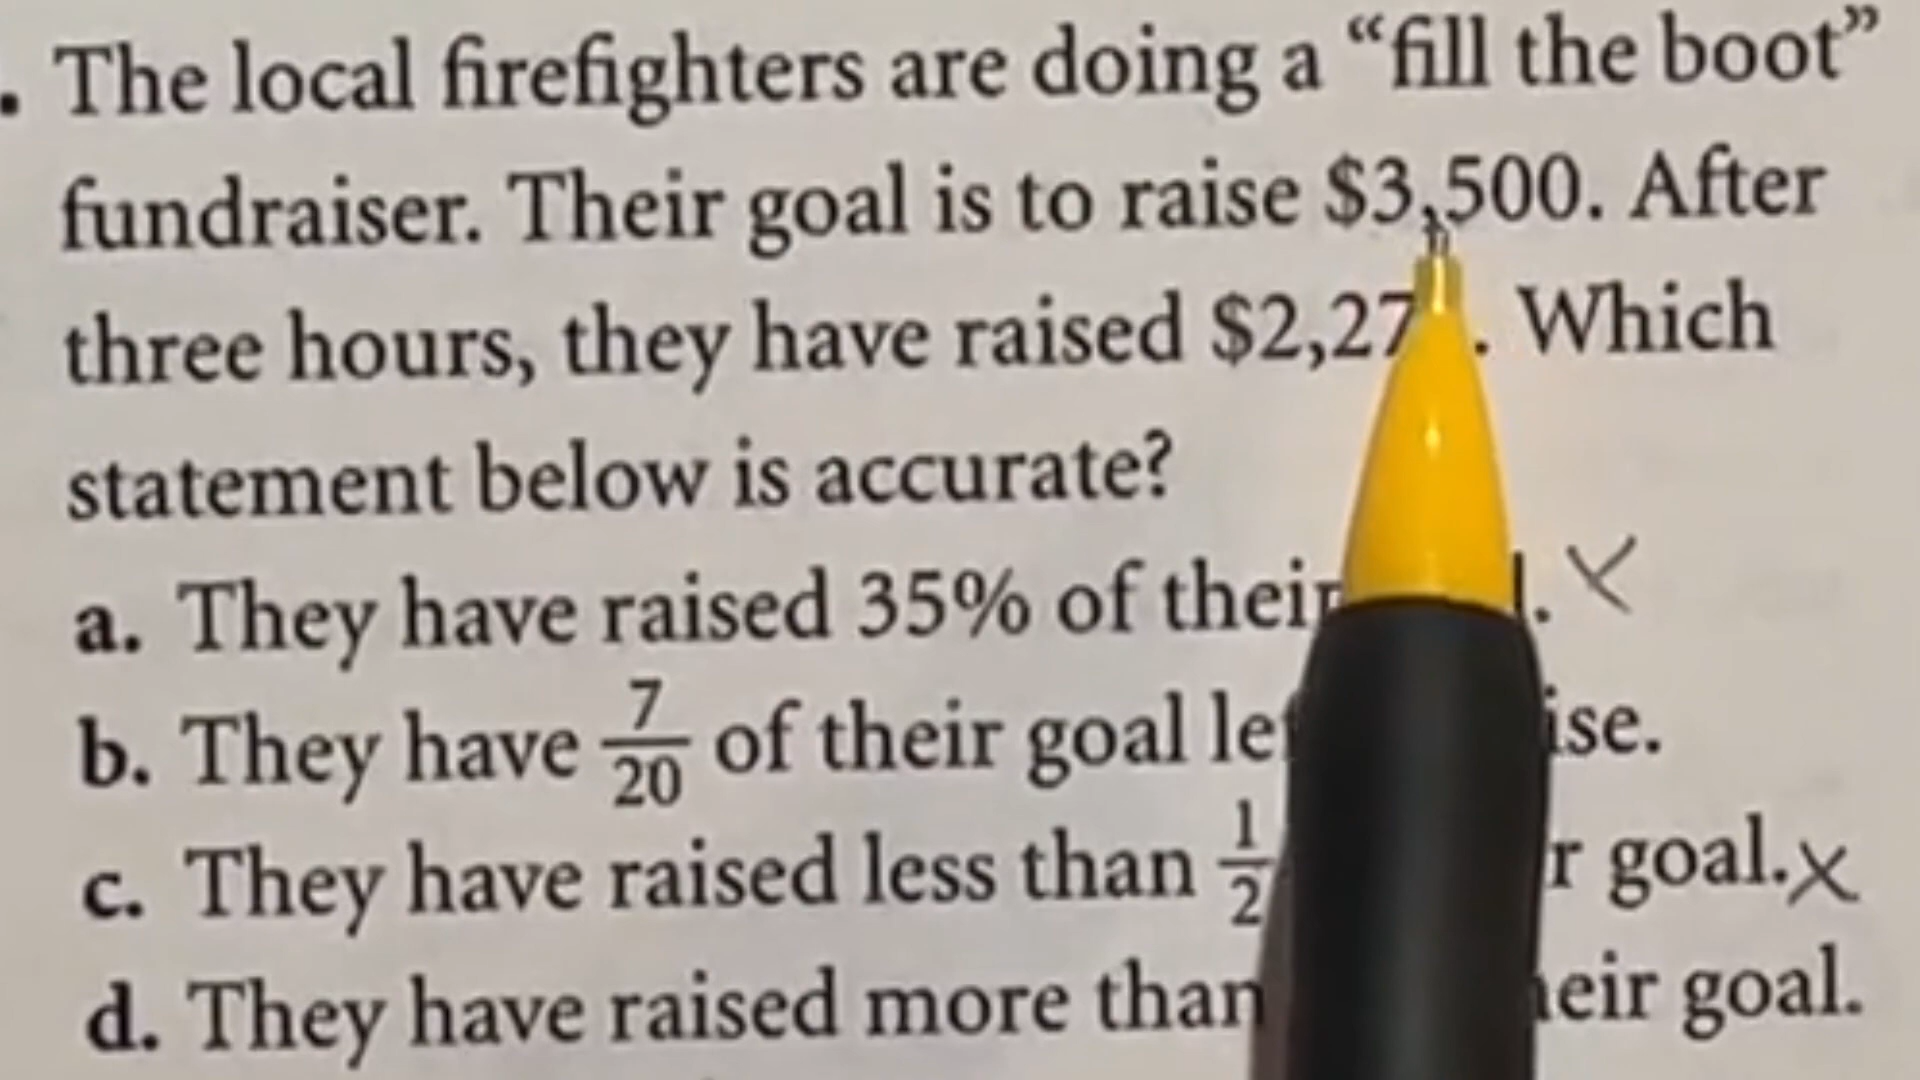 . The local firefighters are doing a “fill the boot”
fundraiser. Their goal is to raise $3,500. After
three hours, they have raised $2,27 . Which
statement below is accurate?
a. They have raised 35% of their . X
b. They have 7/20 of their goal ise.
c. They have raised less than 1/2 r goal. X
d. They have raised more than eir goal.